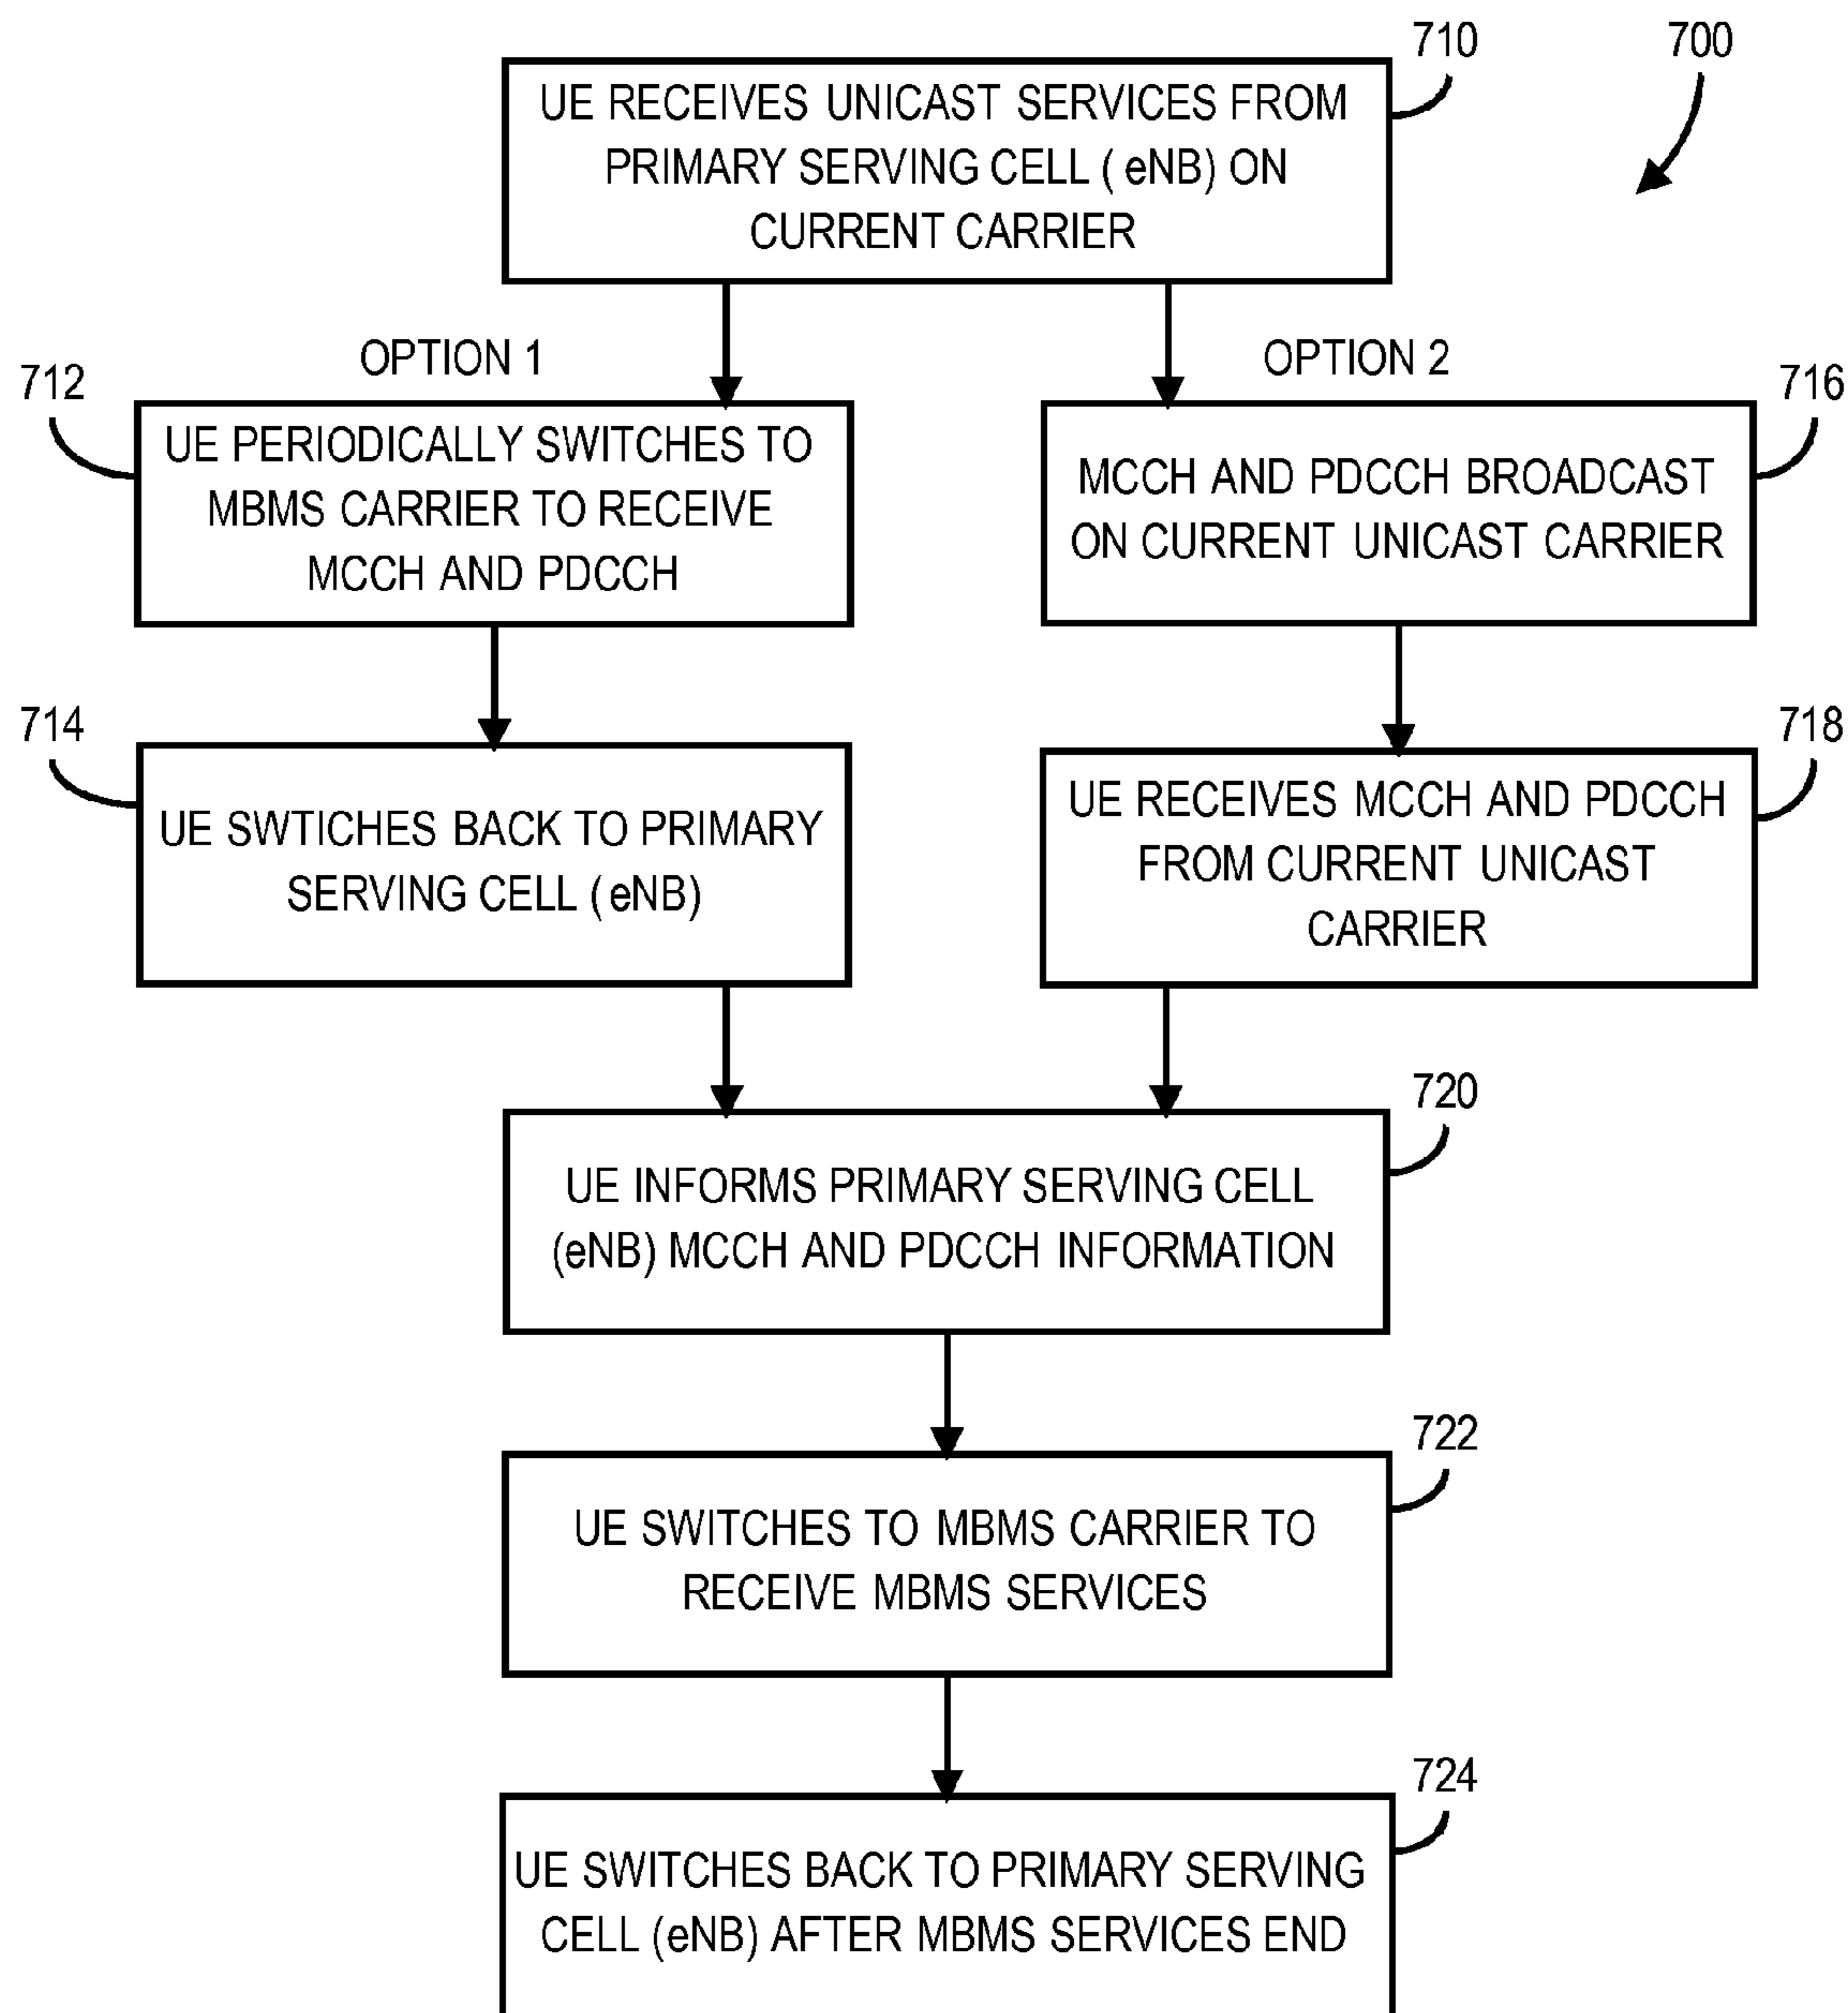 710
700
UE RECEIVES UNICAST SERVICES FROM
PRIMARY SERVING CELL ( eNB) ON
CURRENT CARRIER
OPTION 1
OPTION 2
712
716
UE PERIODICALLY SWITCHES TO
MBMS CARRIER TO RECEIVE
MCCH AND PDCCH
MCCH AND PDCCH BROADCAST
ON CURRENT UNICAST CARRIER
714
718
UE SWTICHES BACK TO PRIMARY
SERVING CELL ( eNB)
UE RECEIVES MCCH AND PDCCH
FROM CURRENT UNICAST
CARRIER
720
UE INFORMS PRIMARY SERVING CELL
(eNB) MCCH AND PDCCH INFORMATION
722
UE SWITCHES TO MBMS CARRIER TO
RECEIVE MBMS SERVICES
724
UE SWITCHES BACK TO PRIMARY SERVING
CELL (eNB) AFTER MBMS SERVICES END